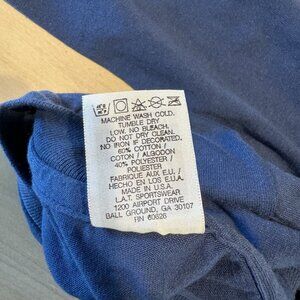 MACHINE WASH COLD.
TUMBLE DRY
LOW. NO BLEACH.
DO NOT DRY CLEAN.
NO IRON IF DECORATED.
60% COTTON /
COTON / ALGODON
40% POLYESTER /
POLIESTER
FABRIQUE AUX E.U./
HECHO EN LOS E.U.A.
MADE IN U.S.A.
L.A.T. SPORTSWEAR
1200 AIRPORT DRIVE
BALL GROUND, GA 30107
RN 60626